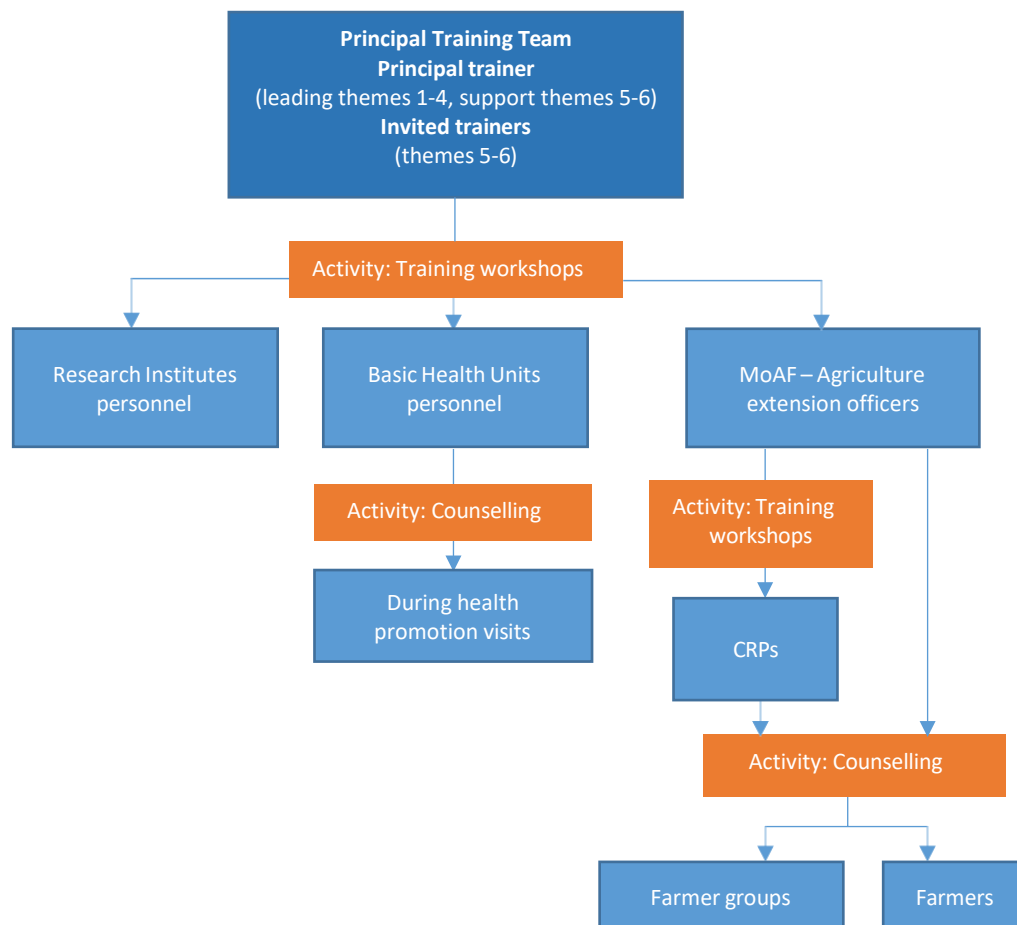 Principal Training Team
Principal trainer
(leading themes 1-4, support themes 5-6)
Invited trainers
(themes 5-6)
Activity: Training workshops
Research Institutes
personnel
Basic Health Units
personnel
MoAF – Agriculture
extension officers
Activity: Counselling
Activity: Training
workshops
During health
promotion visits
CRPs
Activity: Counselling
Farmer groups
Farmers